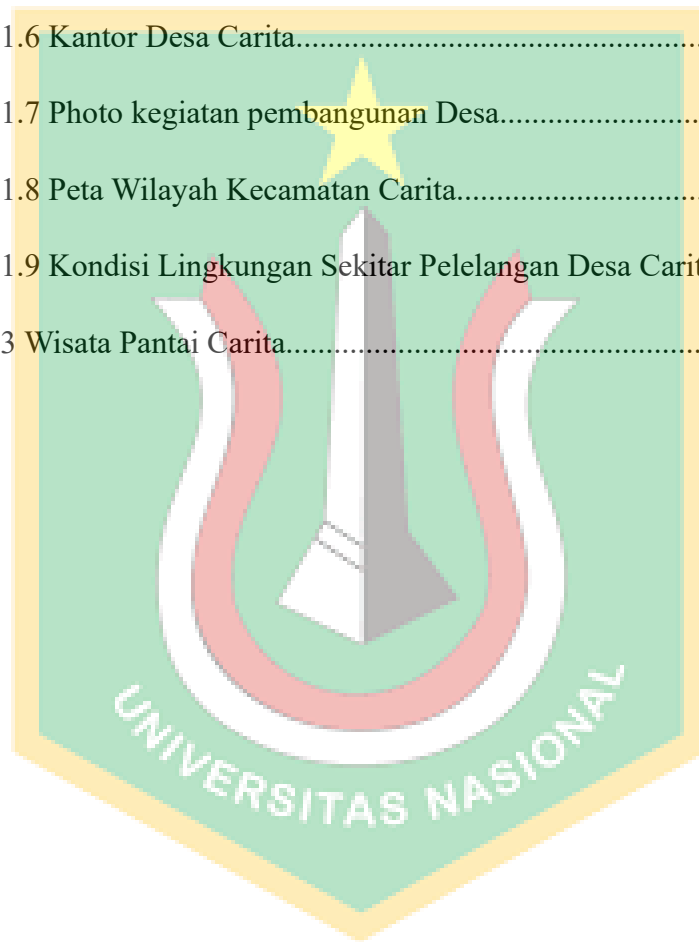 1.6 Kantor Desa Carita......................................................
1.7 Photo kegiatan pembangunan Desa...........................
1.8 Peta Wilayah Kecamatan Carita.................................
1.9 Kondisi Lingkungan Sekitar Pelelangan Desa Carit
3 Wisata Pantai Carita.......................................................
UNIVERSITAS NASIONAL